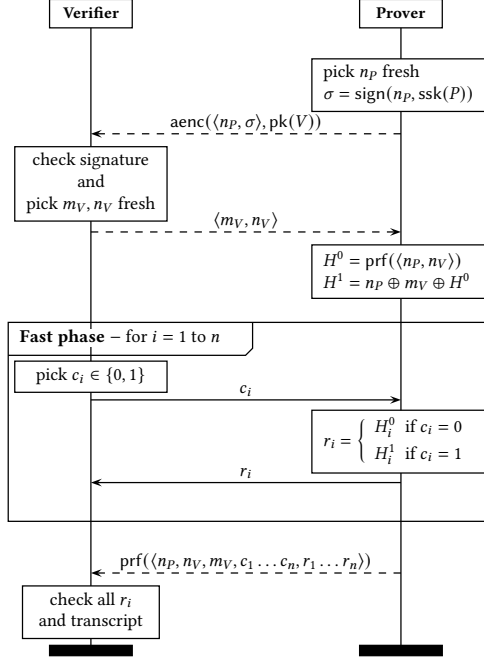 Verifier
Prover
pick n_P fresh
σ = sign(n_P, ssk(P))
aenc(⟨n_P, σ⟩, pk(V))
check signature
and
pick m_V, n_V fresh
⟨m_V, n_V⟩
H^0 = prf(⟨n_P, n_V⟩)
H^1 = n_P ⊕ m_V ⊕ H^0
Fast phase – for i = 1 to n
pick c_i ∈ {0, 1}
c_i
r_i = { H_i^0 if c_i = 0
H_i^1 if c_i = 1
r_i
prf(⟨n_P, n_V, m_V, c_1 … c_n, r_1 … r_n⟩)
check all r_i
and transcript